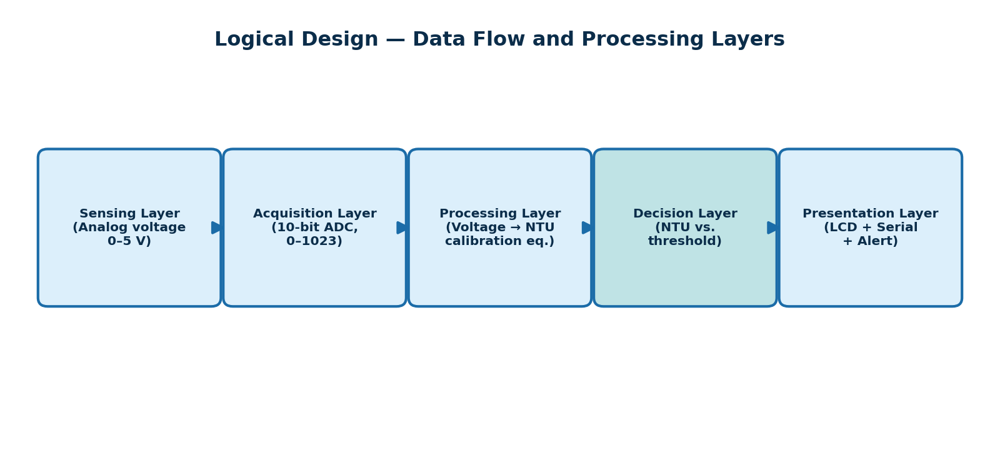 Logical Design — Data Flow and Processing Layers
Sensing Layer
(Analog voltage
0–5 V)
Acquisition Layer
(10-bit ADC,
0–1023)
Processing Layer
(Voltage → NTU
calibration eq.)
Decision Layer
(NTU vs.
threshold)
Presentation Layer
(LCD + Serial
+ Alert)